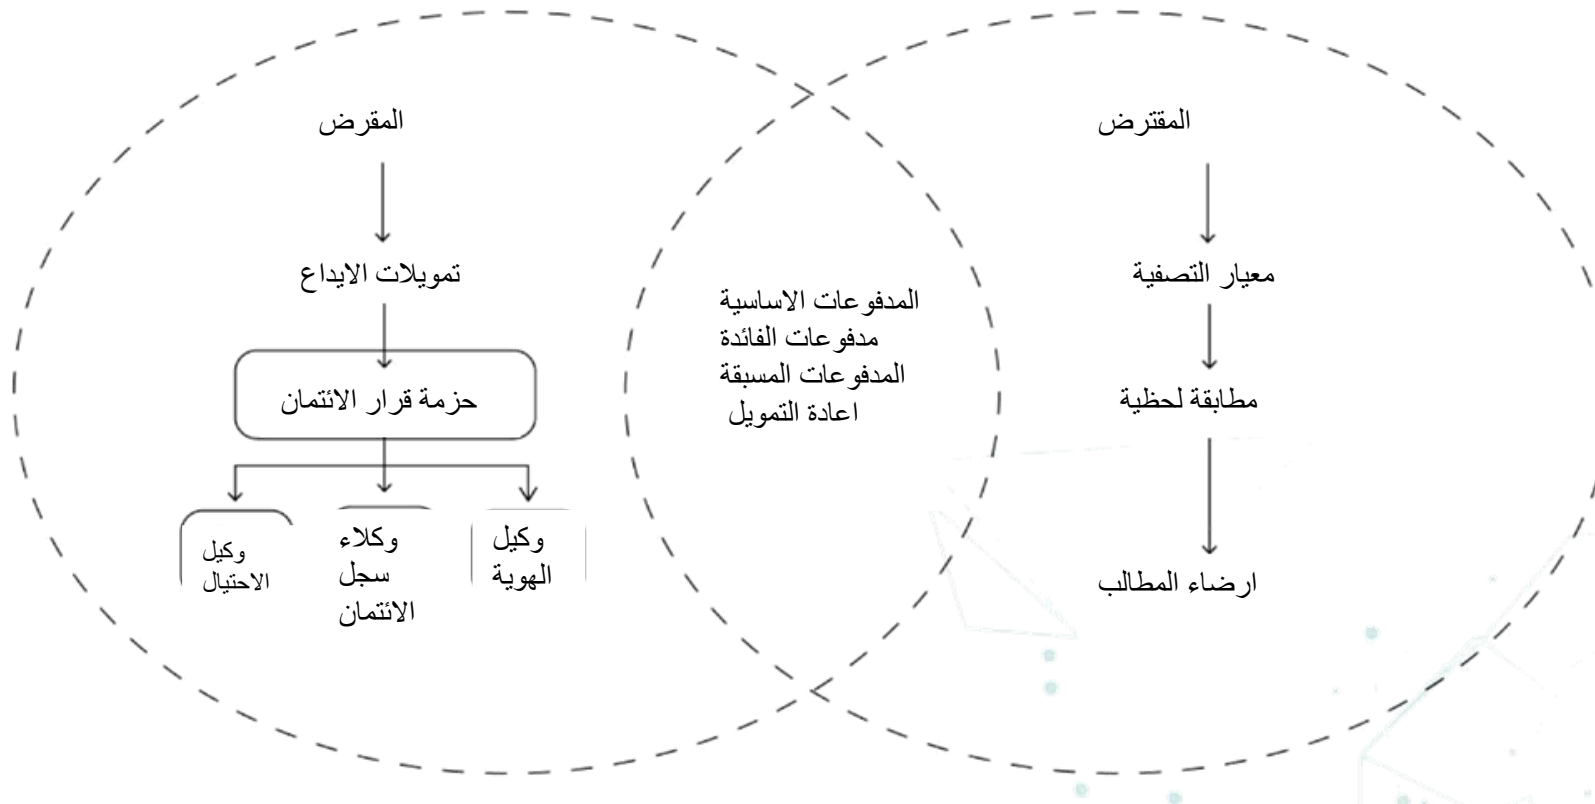 المقرض
تمويلات الايداع
حزمة قرار الائتمان
وكيل
الاحتيال
وكلاء
سجل
الائتمان
وكيل
الهوية
المدفوعات الاساسية
مدفوعات الفائدة
المدفوعات المسبقة
اعادة التمويل
المقترض
معيار التصفية
مطابقة لحظية
ارضاء المطالب